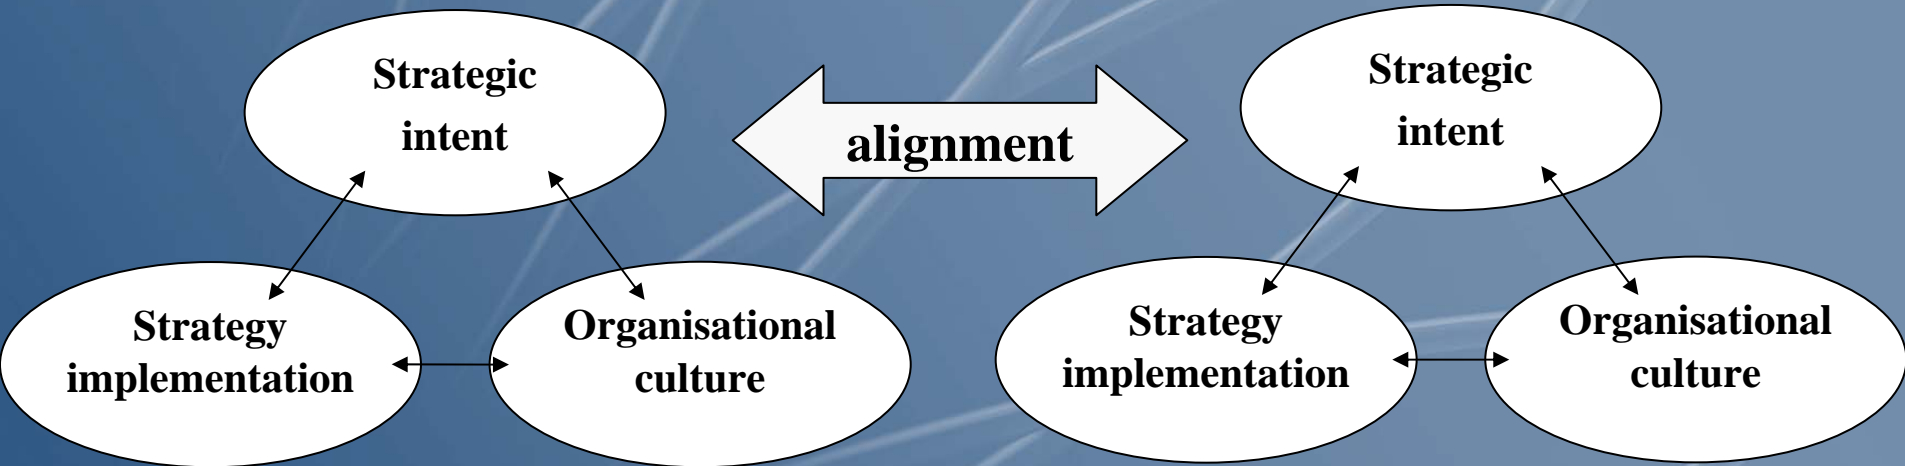 Strategic
intent
alignment
Strategic
intent
Strategy
implementation
Organisational
culture
Strategy
implementation
Organisational
culture